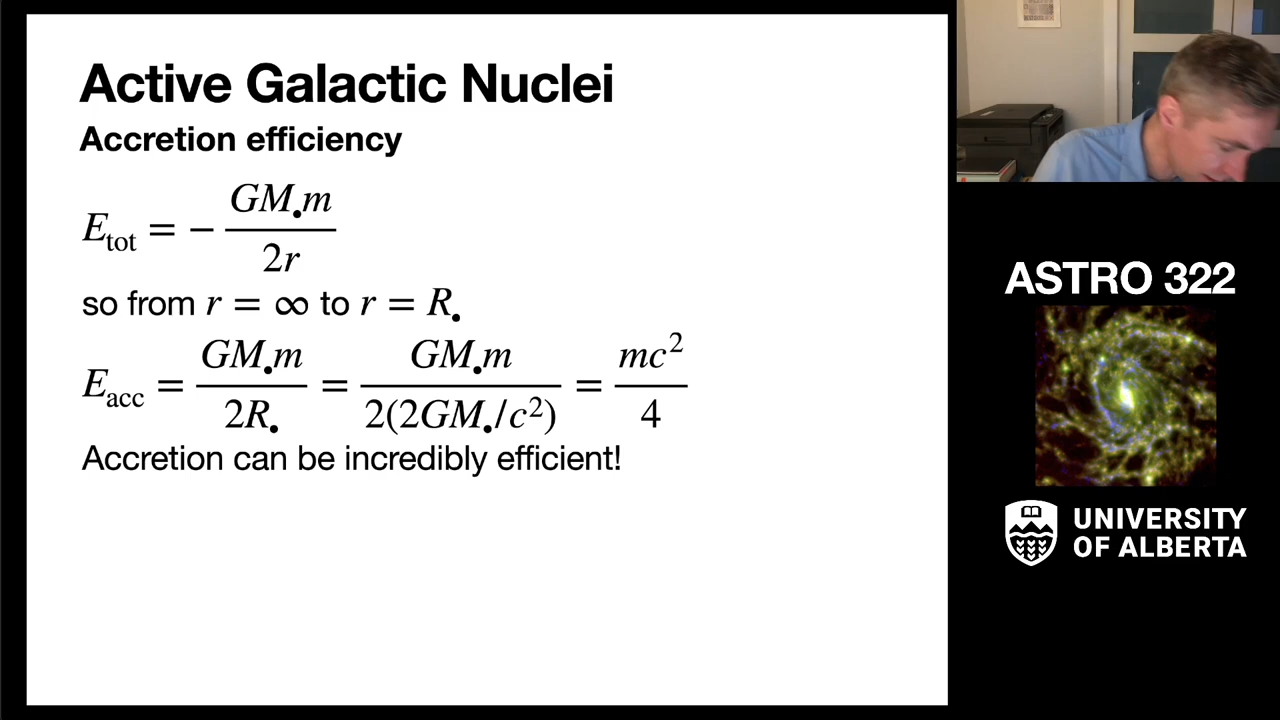 Active Galactic Nuclei
Accretion efficiency
E_tot = − GM•m / 2r
so from r = ∞ to r = R•
E_acc = GM•m / 2R• = GM•m / 2(2GM•/c²) = mc² / 4
Accretion can be incredibly efficient!
ASTRO 322
UNIVERSITY
OF ALBERTA